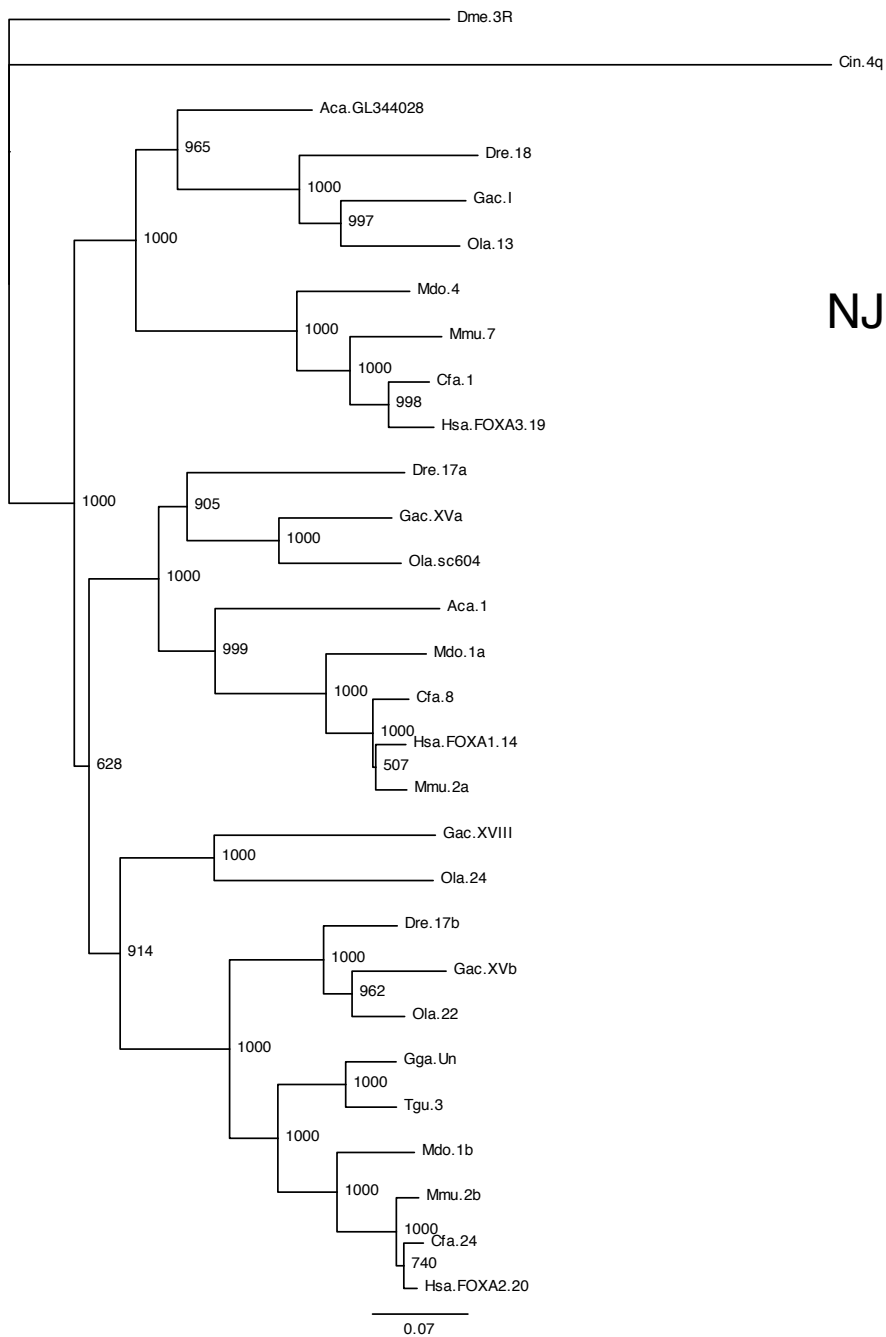 Dme.3R
Cin.4q
Aca.GL344028
965
Dre.18
1000
Gac.I
997
1000
Ola.13
Mdo.4
NJ
1000
Mmu.7
1000
Cfa.1
998
Hsa.FOXA3.19
Dre.17a
1000
905
Gac.XVa
1000
Ola.sc604
1000
Aca.1
999
Mdo.1a
1000
Cfa.8
1000
Hsa.FOXA1.14
628
507
Mmu.2a
Gac.XVIII
1000
Ola.24
Dre.17b
914
1000
Gac.XVb
962
Ola.22
1000
Gga.Un
1000
Tgu.3
1000
Mdo.1b
1000
Mmu.2b
1000
Cfa.24
740
Hsa.FOXA2.20
0.07